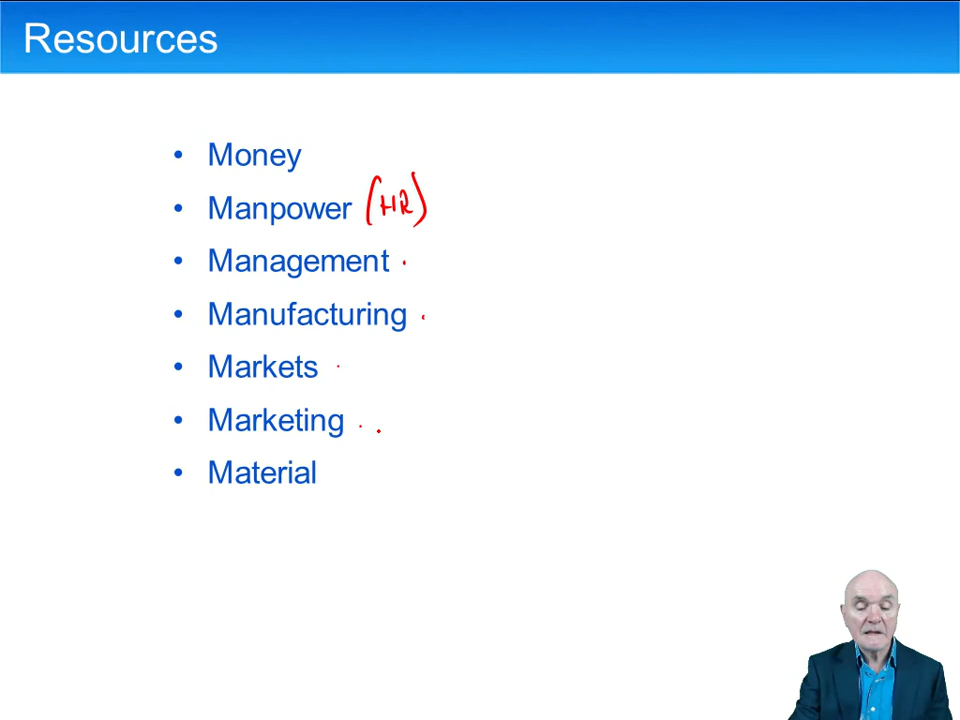 Resources
• Money
• Manpower (HR)
• Management
• Manufacturing
• Markets
• Marketing
• Material